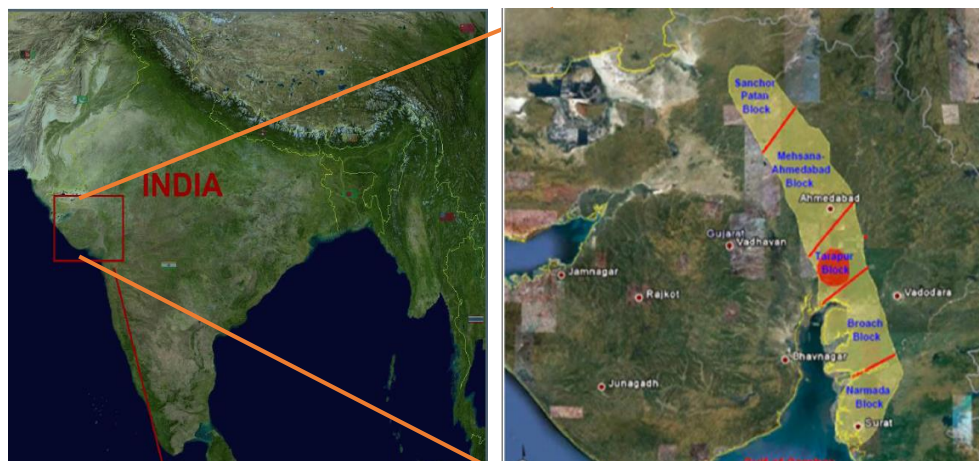 INDIA
Sanchor
Patan
Block
Mehsana-
Ahmedabad
Block
Ahmedabad
Gujarat
Vadhavan
Tarapur
Block
Jamnagar
Rajkot
Vadodara
Broach
Block
Bhavnagar
Junagadh
Narmada
Block
Surat